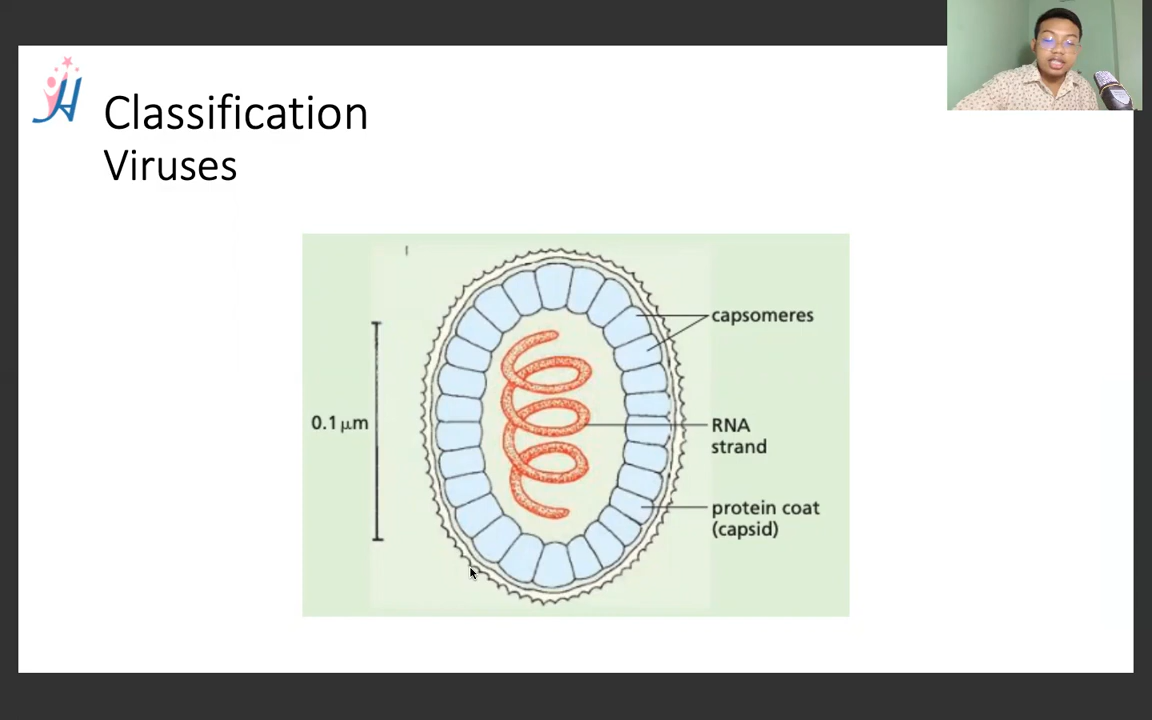 Classification
Viruses
capsomeres
0.1 μm
RNA
strand
protein coat
(capsid)